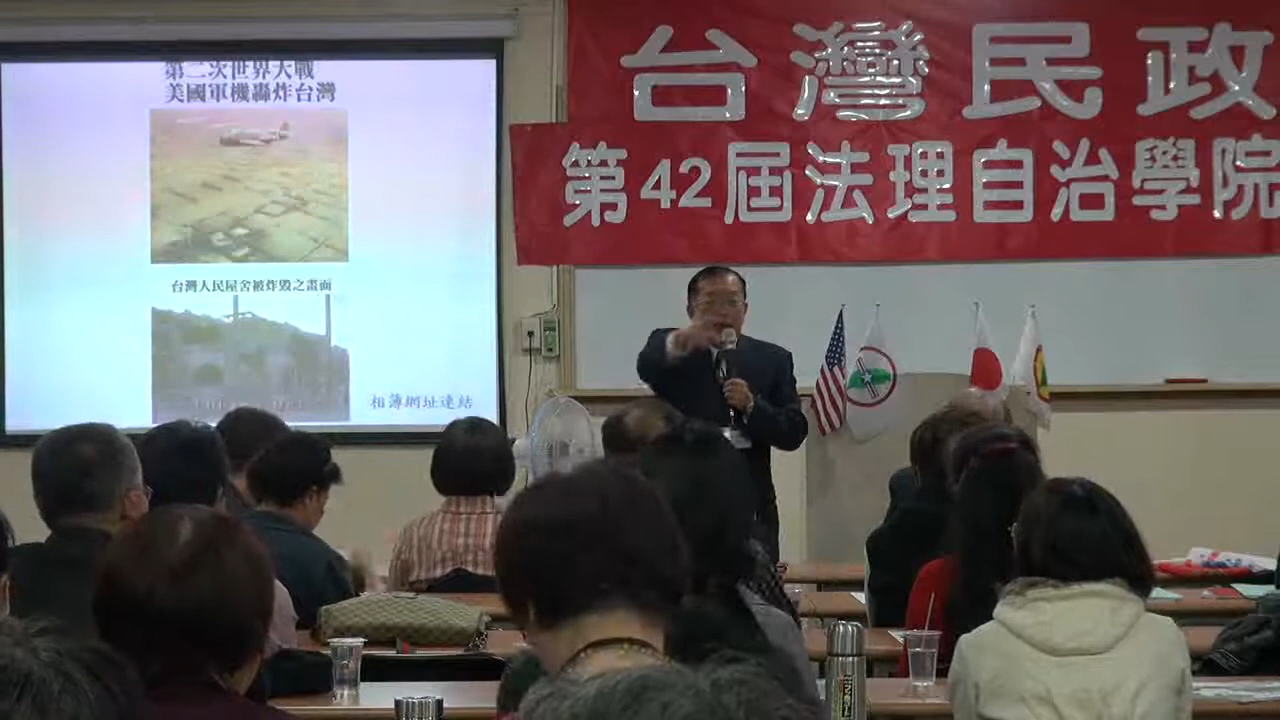 第二次世界大戰
美國軍機轟炸台灣
台灣人民屋舍被炸毀之畫面
相薄網址連結
台灣民政
第42屆法理自治學院